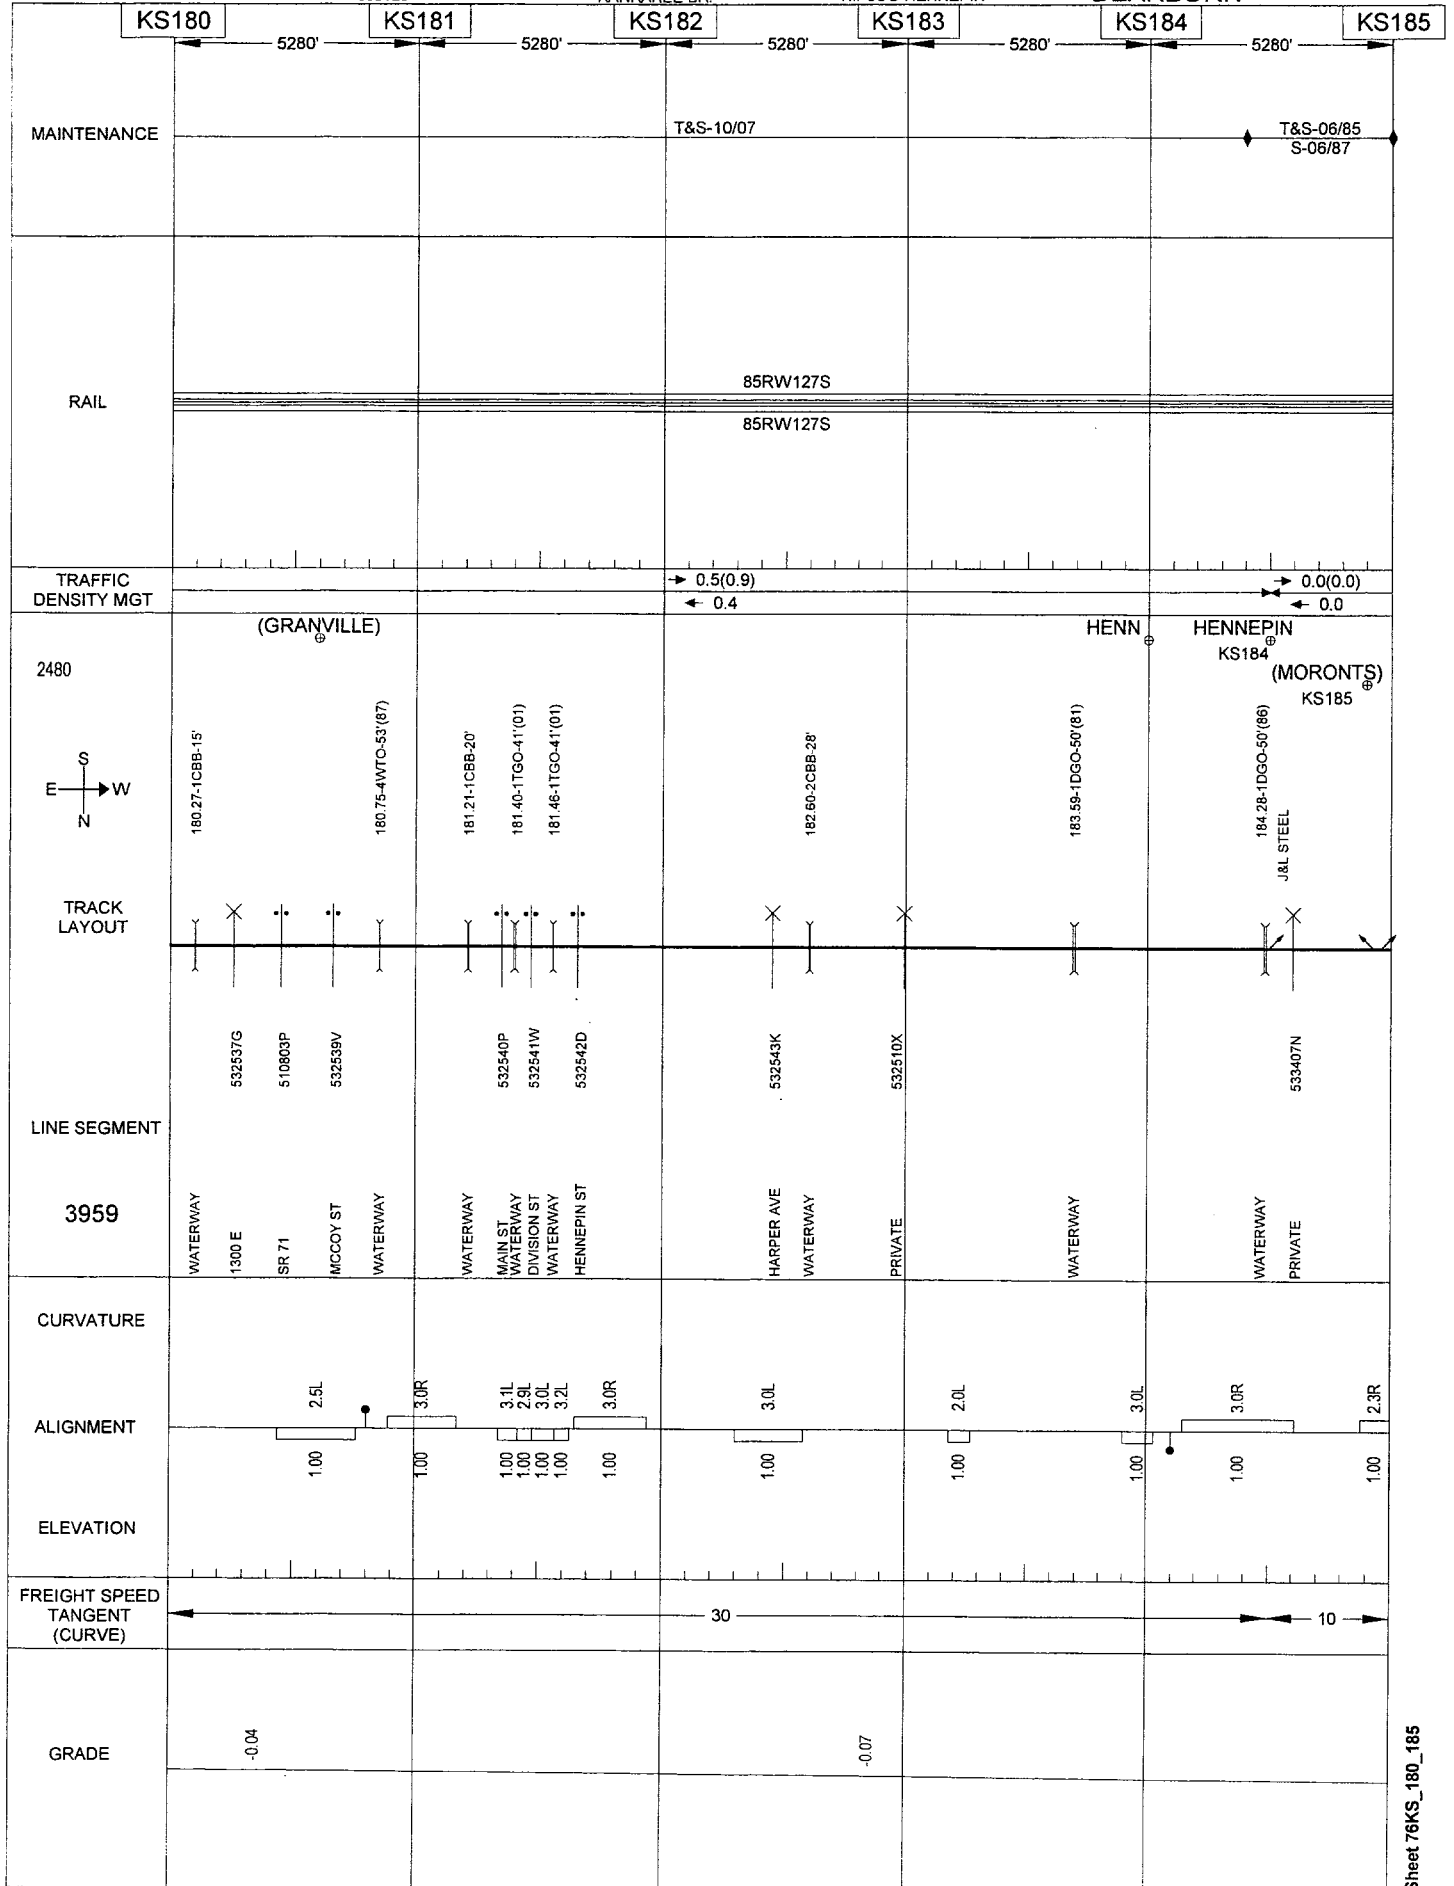 KS180 KS181 KS182 KS183 KS184 KS185
5280' 5280' 5280' 5280' 5280'
MAINTENANCE
T&S-10/07
T&S-06/85
S-06/87
RAIL
85RW127S
85RW127S
TRAFFIC
DENSITY MGT
0.5(0.9)
0.4
0.0(0.0)
0.0
(GRANVILLE)
HENN
HENNEPIN
KS184
(MORONTS)
KS185
2480
S
E W
N
180.27-1CBB-15'
180.75-4WTO-53'(87)
181.21-1CBB-20'
181.40-1TGO-41'(01)
181.46-1TGO-41'(01)
182.60-2CBB-28'
183.59-1DGO-50'(81)
184.28-1DGO-50'(86)
J&L STEEL
TRACK
LAYOUT
532537G
510803P
532539V
532540P
532541W
532542D
532543K
532510X
533407N
LINE SEGMENT
3959
WATERWAY
1300 E
SR 71
MCCOY ST
WATERWAY
WATERWAY
MAIN ST
WATERWAY
DIVISION ST
WATERWAY
HENNEPIN ST
HARPER AVE
WATERWAY
PRIVATE
WATERWAY
WATERWAY
PRIVATE
CURVATURE
2.5L
3.0R
3.1L
2.9L
3.0L
3.2L
3.0R
3.0L
2.0L
3.0L
3.0R
2.3R
ALIGNMENT
1.00
1.00
1.00
1.00
1.00
1.00
1.00
1.00
1.00
1.00
1.00
1.00
ELEVATION
FREIGHT SPEED
TANGENT
(CURVE)
30
10
GRADE
-0.04
-0.07
Sheet 76KS_180_185